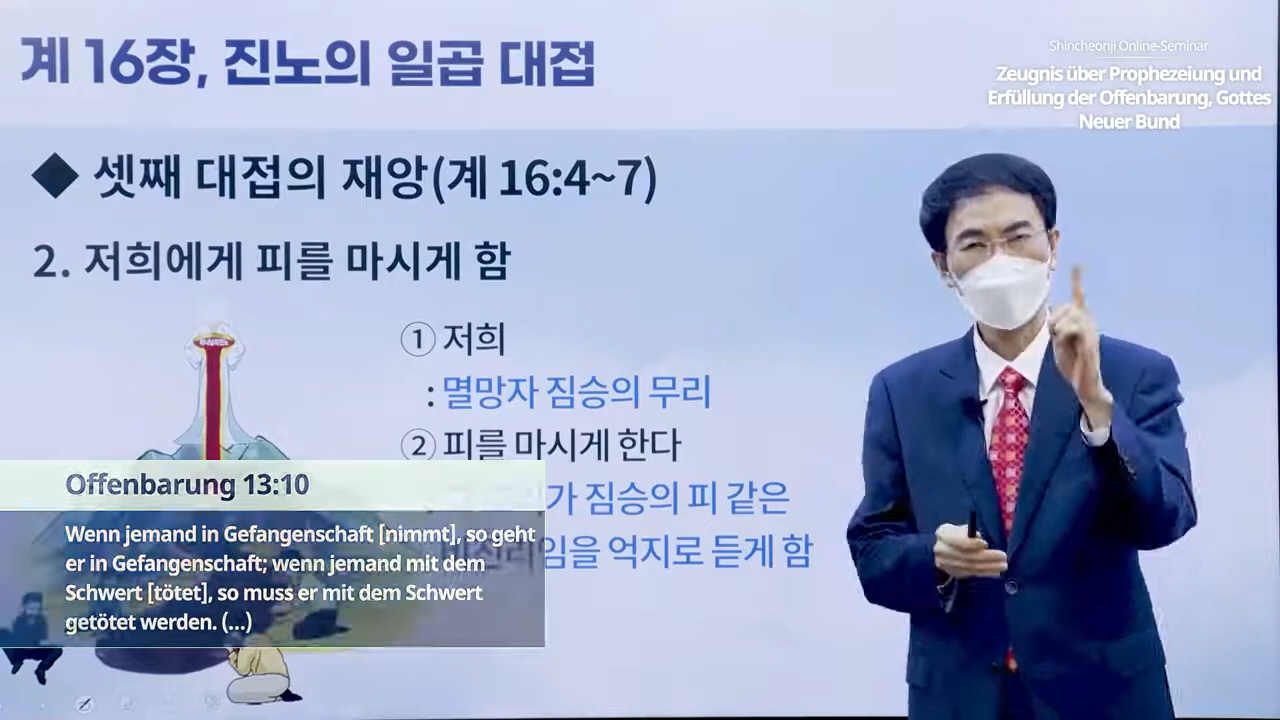 계 16장, 진노의 일곱 대접
Shincheonji Online-Seminar
Zeugnis über Prophezeiung und
Erfüllung der Offenbarung, Gottes
Neuer Bund
◆ 셋째 대접의 재앙(계 16:4~7)
2. 저희에게 피를 마시게 함
① 저희
: 멸망자 짐승의 무리
② 피를 마시게 한다
가 짐승의 피 같은
임을 억지로 듣게 함
Offenbarung 13:10
Wenn jemand in Gefangenschaft [nimmt], so geht
er in Gefangenschaft; wenn jemand mit dem
Schwert [tötet], so muss er mit dem Schwert
getötet werden. (...)